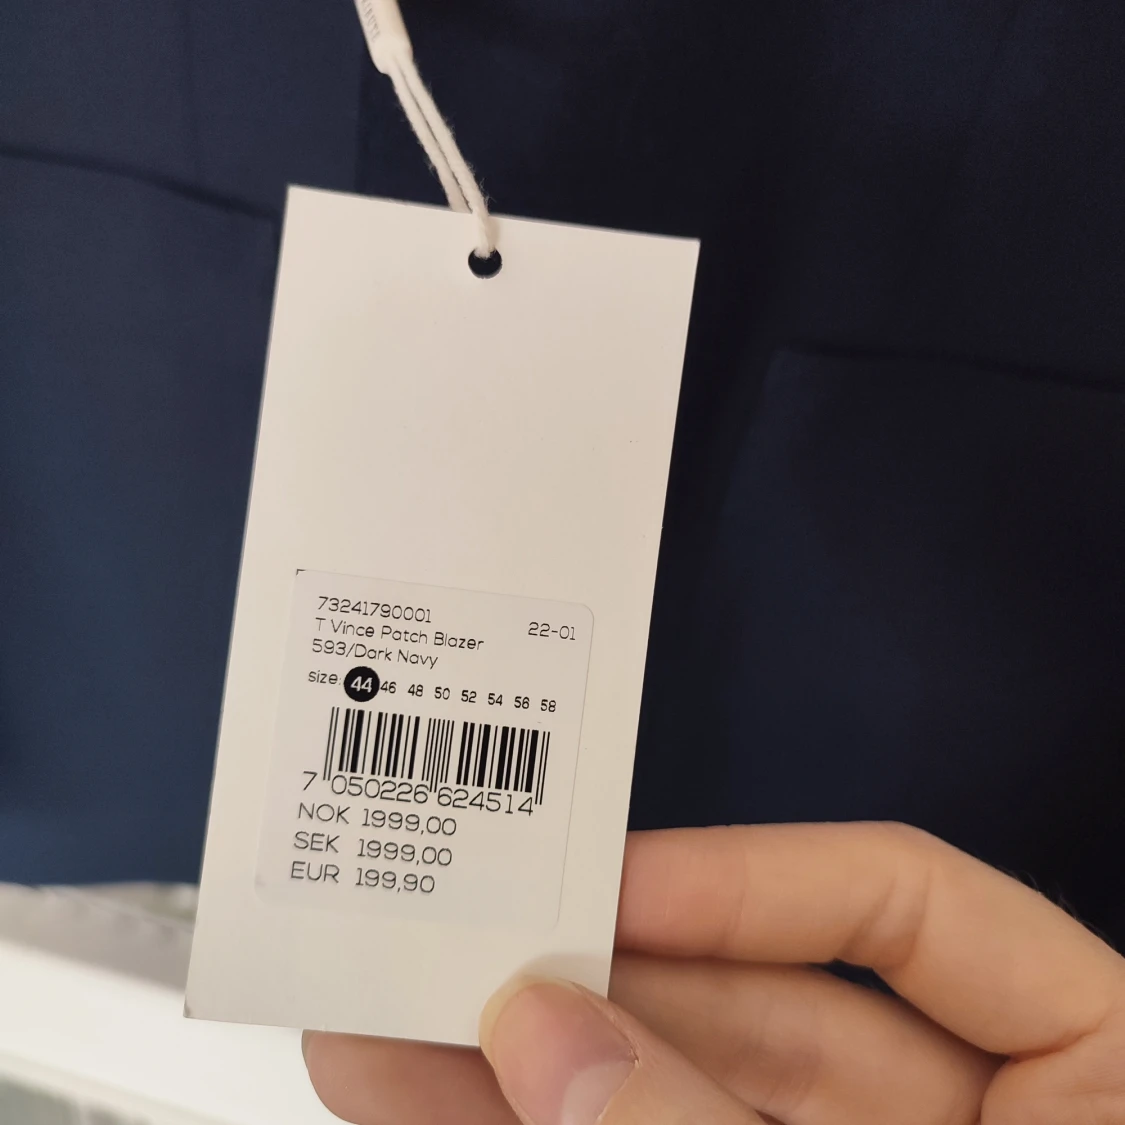 73241790001
22-01
T Vince Patch Blazer
593/Dark Navy
size: 44 46 48 50 52 54 56 58
7 050226 624514
NOK 1999,00
SEK 1999,00
EUR 199,90